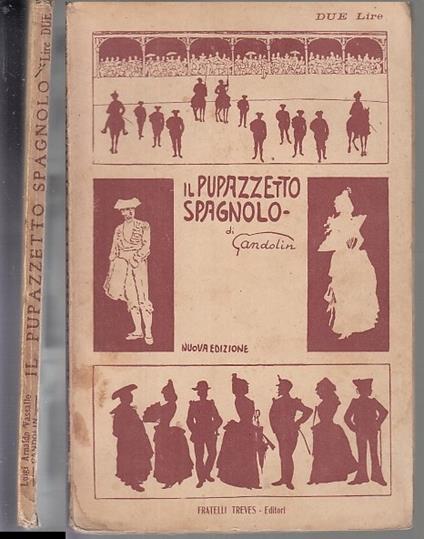 Luigi Arnaldo Vassallo
GANDOLIN
IL PUPAZZETTO SPAGNOLO
Lire DUE
DUE Lire
IL PUPAZZETTO
SPAGNOLO-
di
Gandolin
NUOVA EDIZIONE
FRATELLI TREVES - Editori